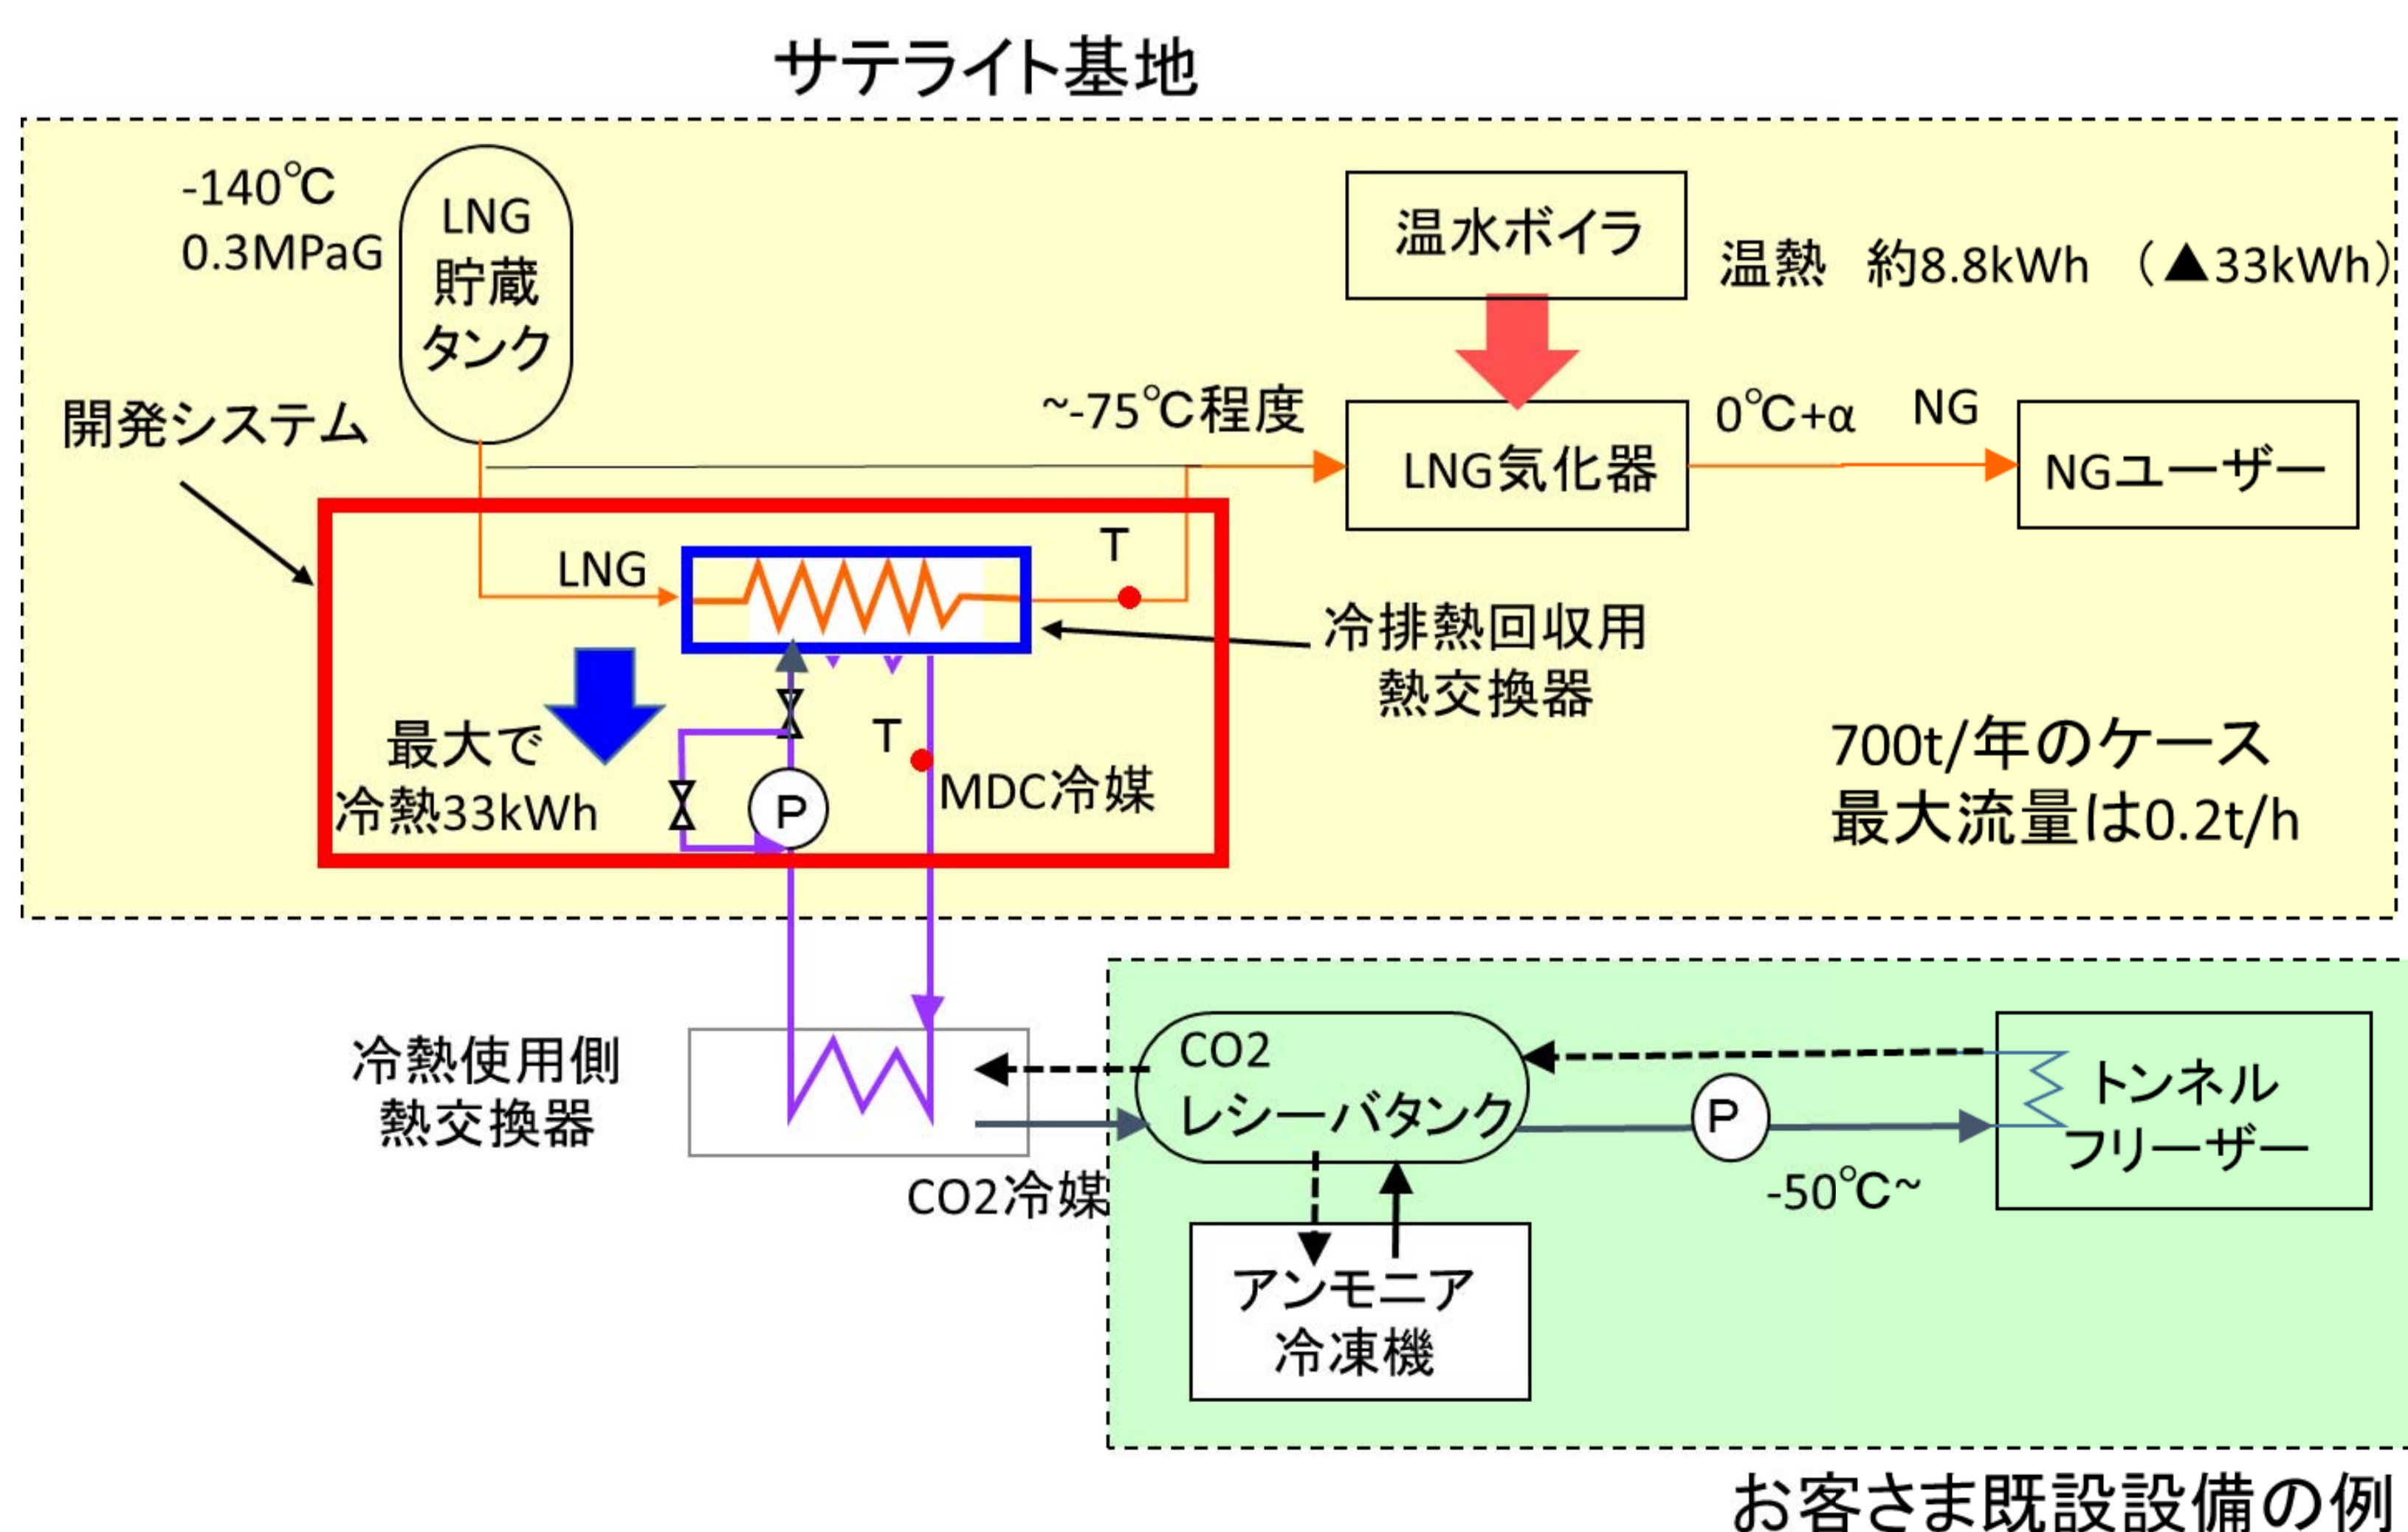 サテライト基地
-140℃
0.3MPaG
LNG
貯蔵
タンク
温水ボイラ
温熱 約8.8kWh （▲33kWh）
開発システム
~-75℃程度
LNG気化器
0℃+α NG
NGユーザー
LNG
T
冷排熱回収用
熱交換器
最大で
冷熱33kWh
T
P
MDC冷媒
700t/年のケース
最大流量は0.2t/h
冷熱使用側
熱交換器
CO2
レシーバタンク
CO2冷媒
P
-50℃~
トンネル
フリーザー
アンモニア
冷凍機
お客さま既設設備の例